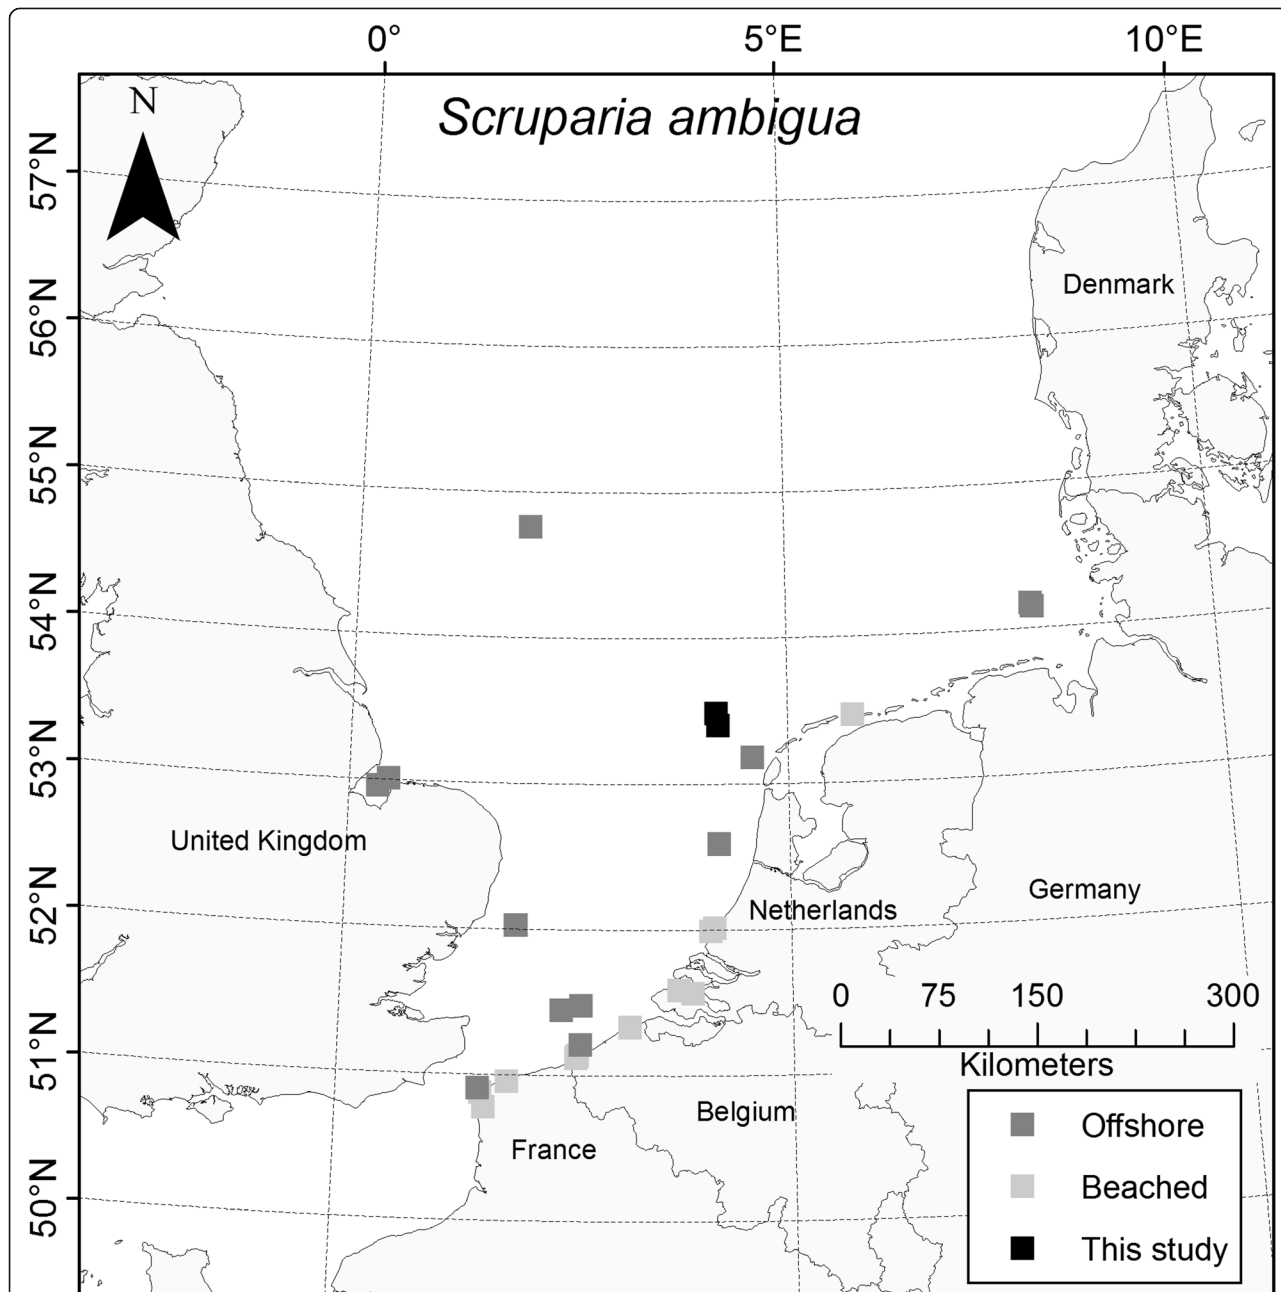 0° 5°E 10°E
N
Scruparia ambigua
57°N
56°N
Denmark
55°N
54°N
53°N
United Kingdom
52°N
Netherlands
Germany
0 75 150 300
51°N
Kilometers
Belgium
France
50°N
Offshore
Beached
This study